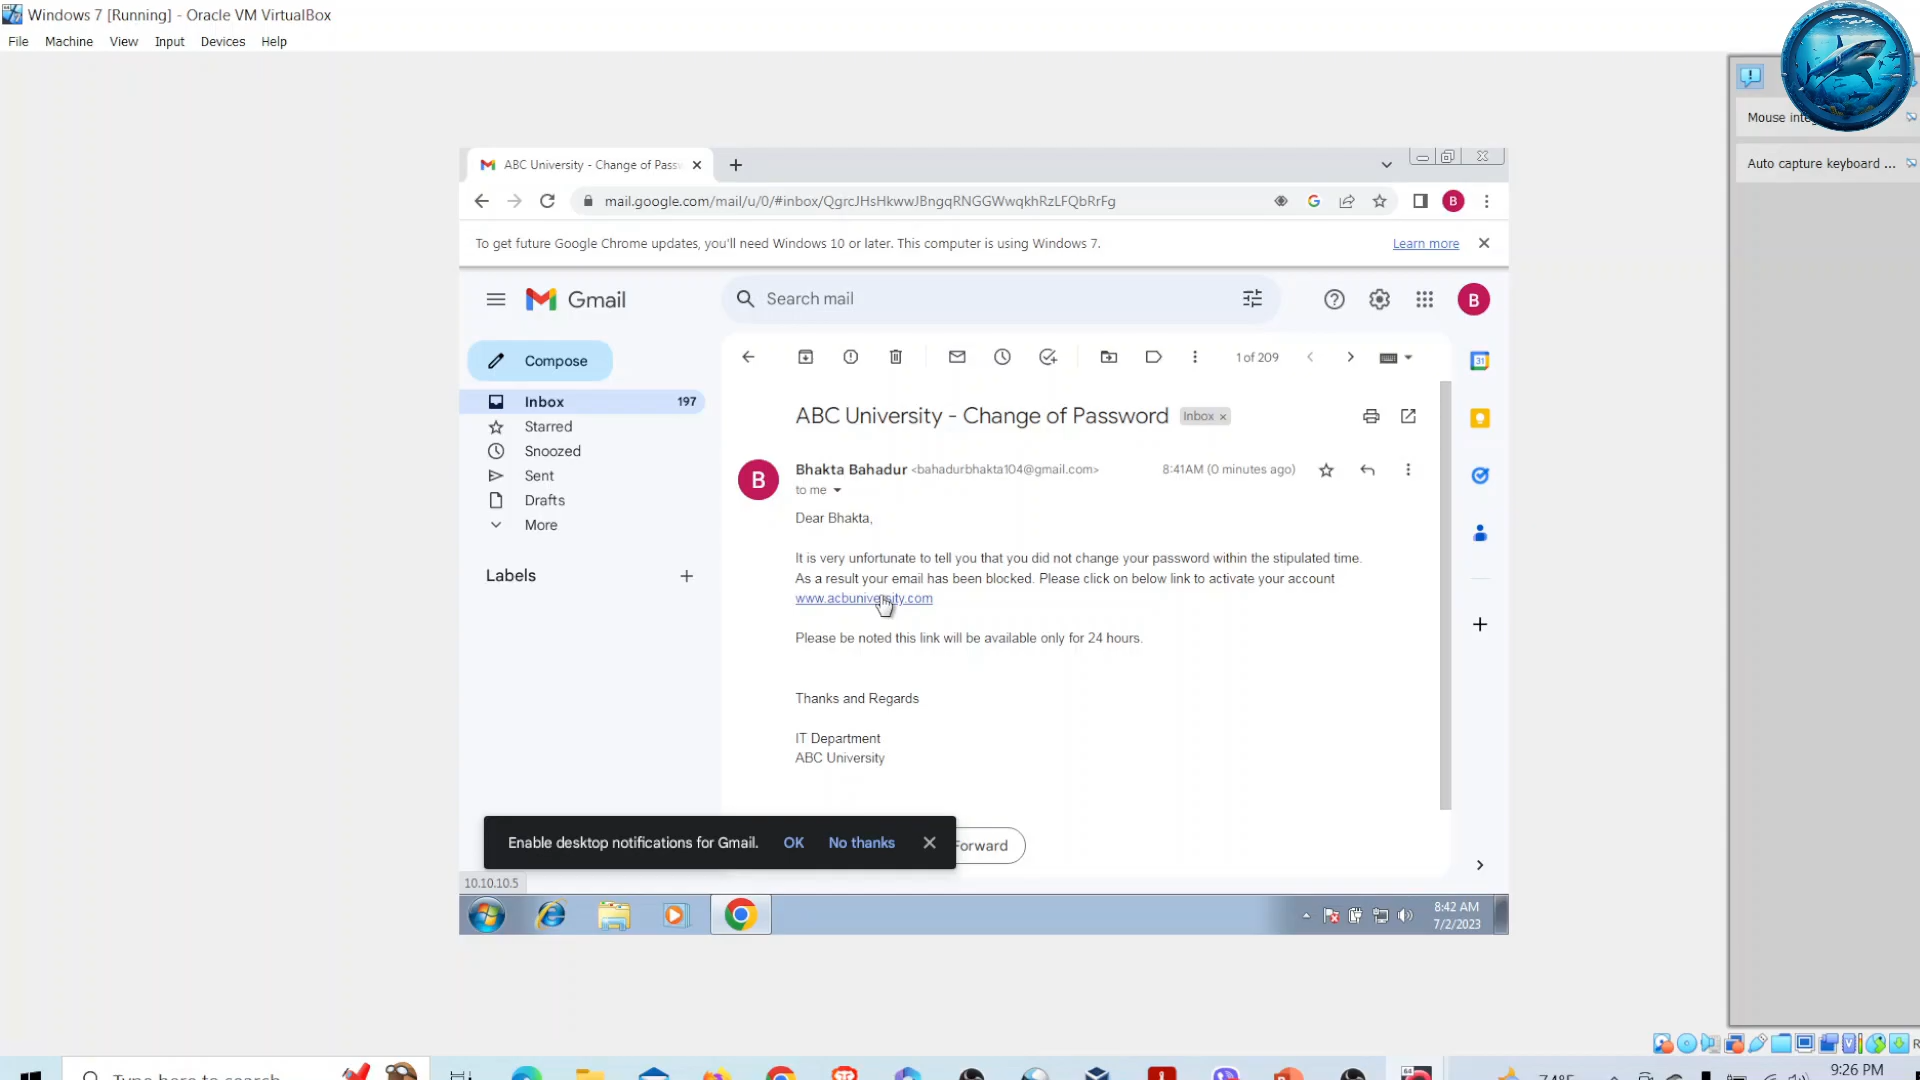 Windows 7 [Running] - Oracle VM VirtualBox
File Machine View Input Devices Help
Auto capture keyboard ...
ABC University - Change of Pass
mail.google.com/mail/u/0/#inbox/QgrcJHsHkwwJBngqRNGGWwqkhRzLFQbRrFg
B
To get future Google Chrome updates, you'll need Windows 10 or later. This computer is using Windows 7.
Learn more
Gmail
Search mail
B
Compose
1 of 209
Inbox 197
Starred
Snoozed
Sent
Drafts
More
Labels
ABC University - Change of Password Inbox ×
B
Bhakta Bahadur <bahadurbhakta104@gmail.com> 8:41AM (0 minutes ago)
to me
Dear Bhakta,
It is very unfortunate to tell you that you did not change your password within the stipulated time.
As a result your email has been blocked. Please click on below link to activate your account
www.acbuniversity.com
Please be noted this link will be available only for 24 hours.
Thanks and Regards
IT Department
ABC University
Enable desktop notifications for Gmail. OK No thanks
Forward
10.10.10.5
8:42 AM
7/2/2023
Type here to search
74°F
9:26 PM